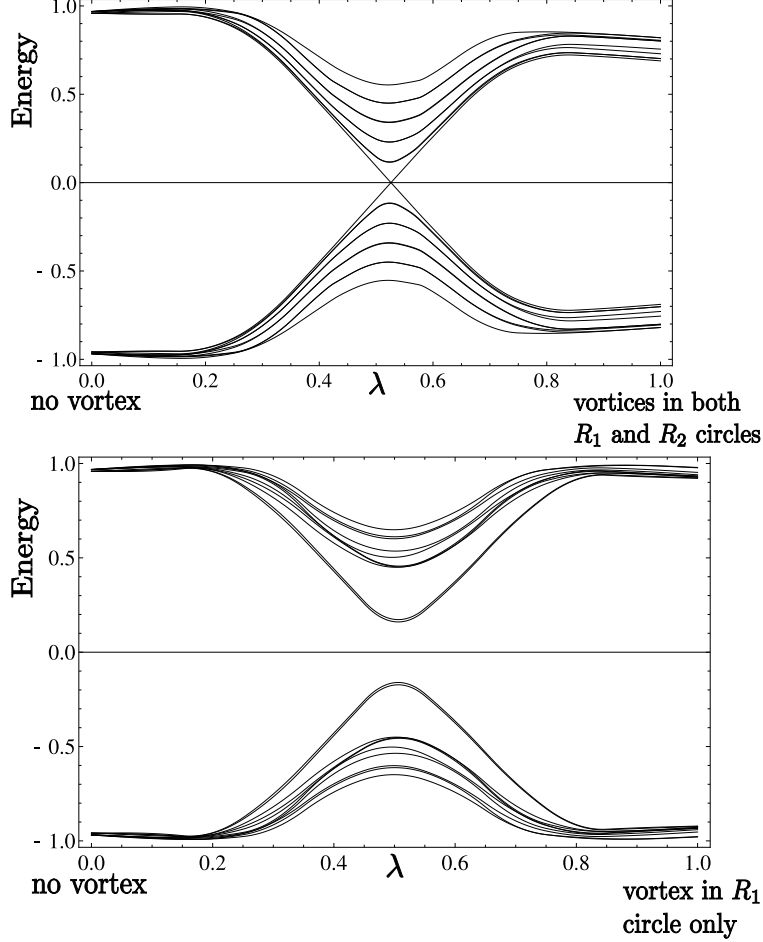 1.0
0.5
0.0
- 0.5
- 1.0
Energy
0.0 0.2 0.4 0.6 0.8 1.0
λ
no vortex
vortices in both
R₁ and R₂ circles
1.0
0.5
0.0
- 0.5
- 1.0
Energy
0.0 0.2 0.4 0.6 0.8 1.0
λ
no vortex
vortex in R₁
circle only